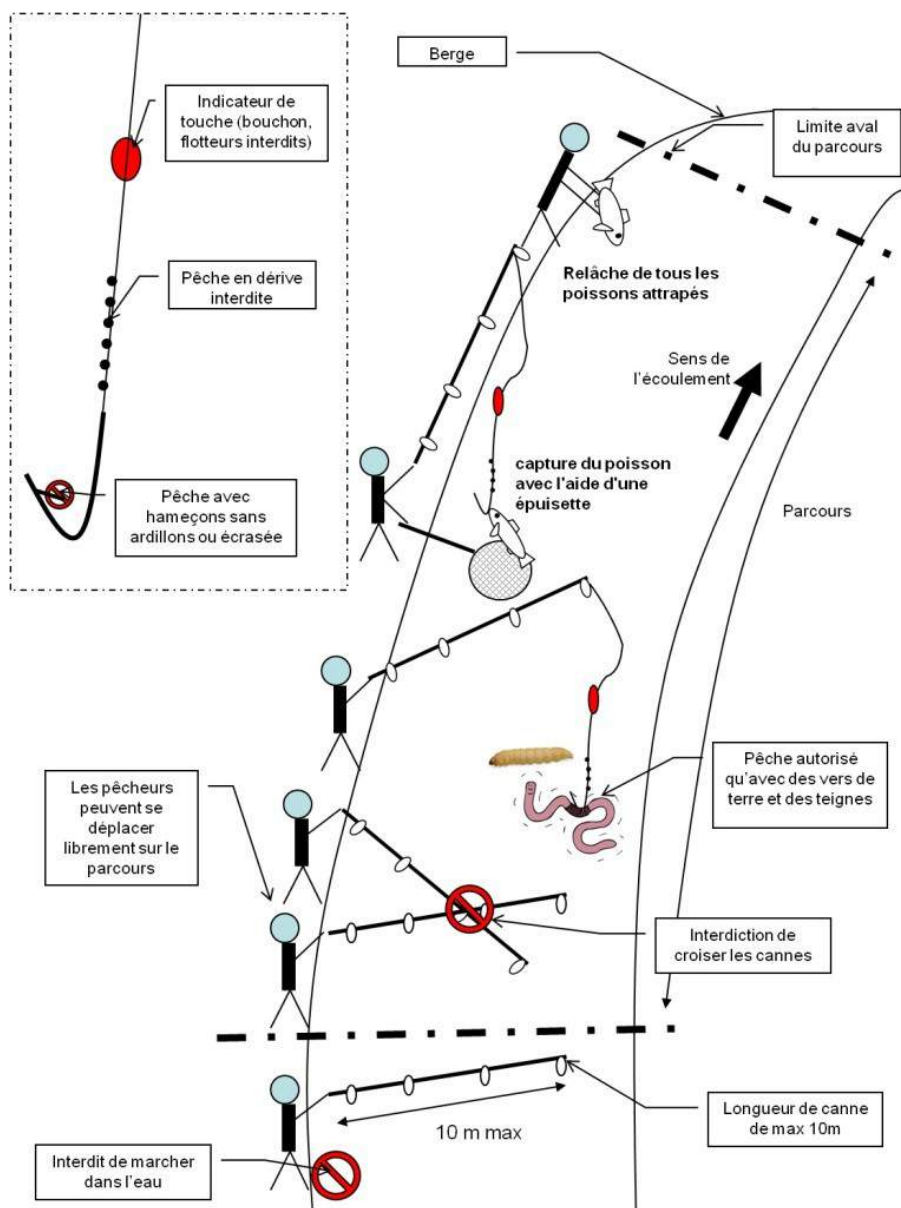 Berge
Indicateur de
touche (bouchon,
flotteurs interdits)
Limite aval
du parcours
Pêche en dérive
interdite
Relâche de tous les
poissons attrapés
Sens de
l'écoulement
Pêche avec
hameçons sans
ardillons ou écrasée
capture du poisson
avec l'aide d'une
épuisette
Parcours
Les pêcheurs
peuvent se
déplacer
librement sur le
parcours
Pêche autorisé
qu'avec des vers de
terre et des teignes
Interdiction de
croiser les cannes
10 m max
Longueur de canne
de max 10m
Interdit de marcher
dans l'eau